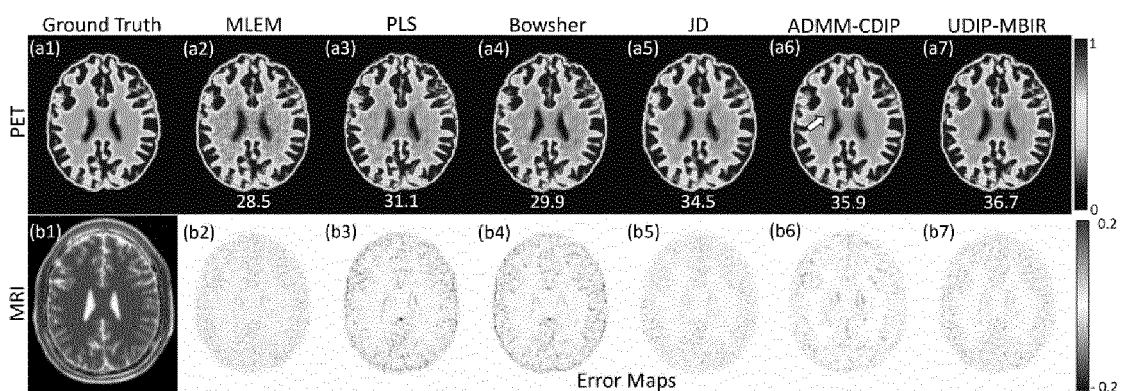 Ground Truth MLEM PLS Bowsher JD ADMM-CDIP UDIP-MBIR
PET
(a1) (a2) (a3) (a4) (a5) (a6) (a7) 1
28.5 31.1 29.9 34.5 35.9 36.7 0
MRI
(b1) (b2) (b3) (b4) (b5) (b6) (b7) 0.2
Error Maps - 0.2